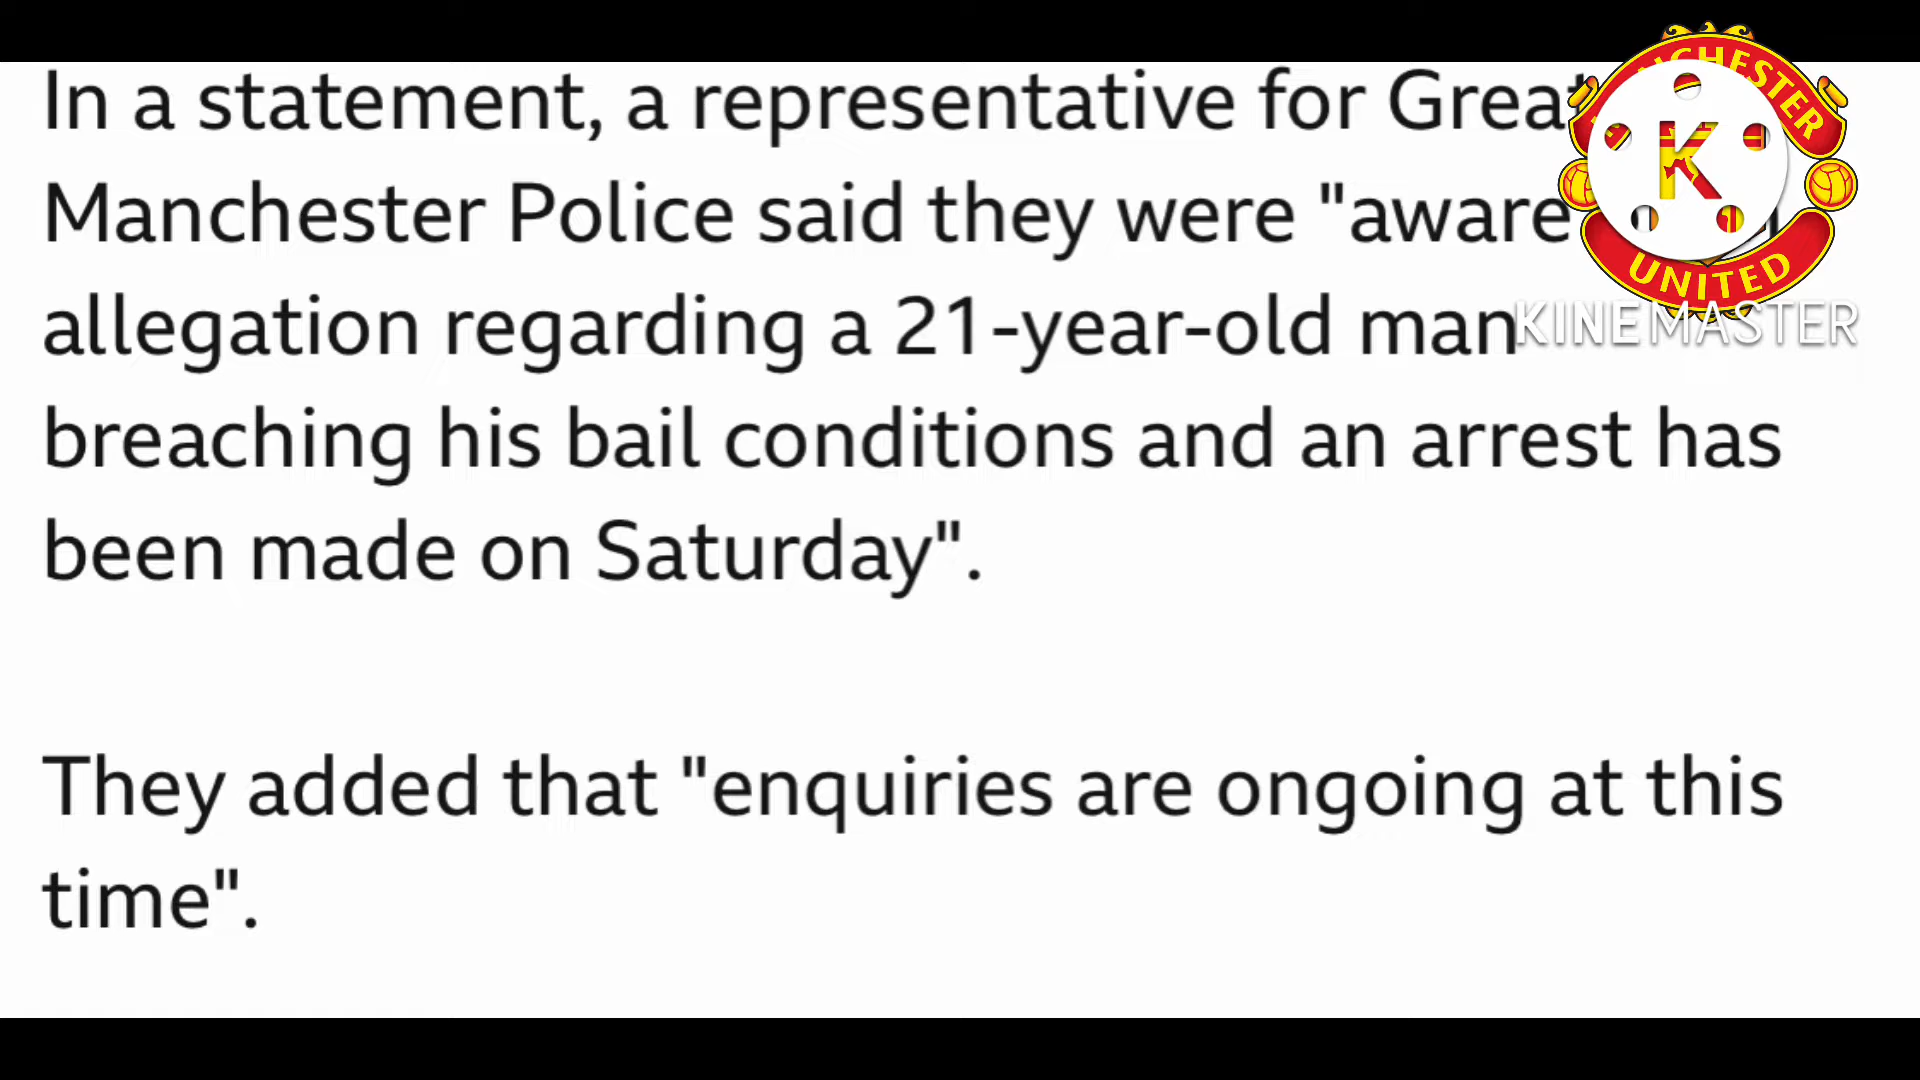 In a statement, a representative for Great
Manchester Police said they were "aware
allegation regarding a 21-year-old man
breaching his bail conditions and an arrest has
been made on Saturday".
They added that "enquiries are ongoing at this
time".
CHESTER
K
UNITED
KINEMASTER